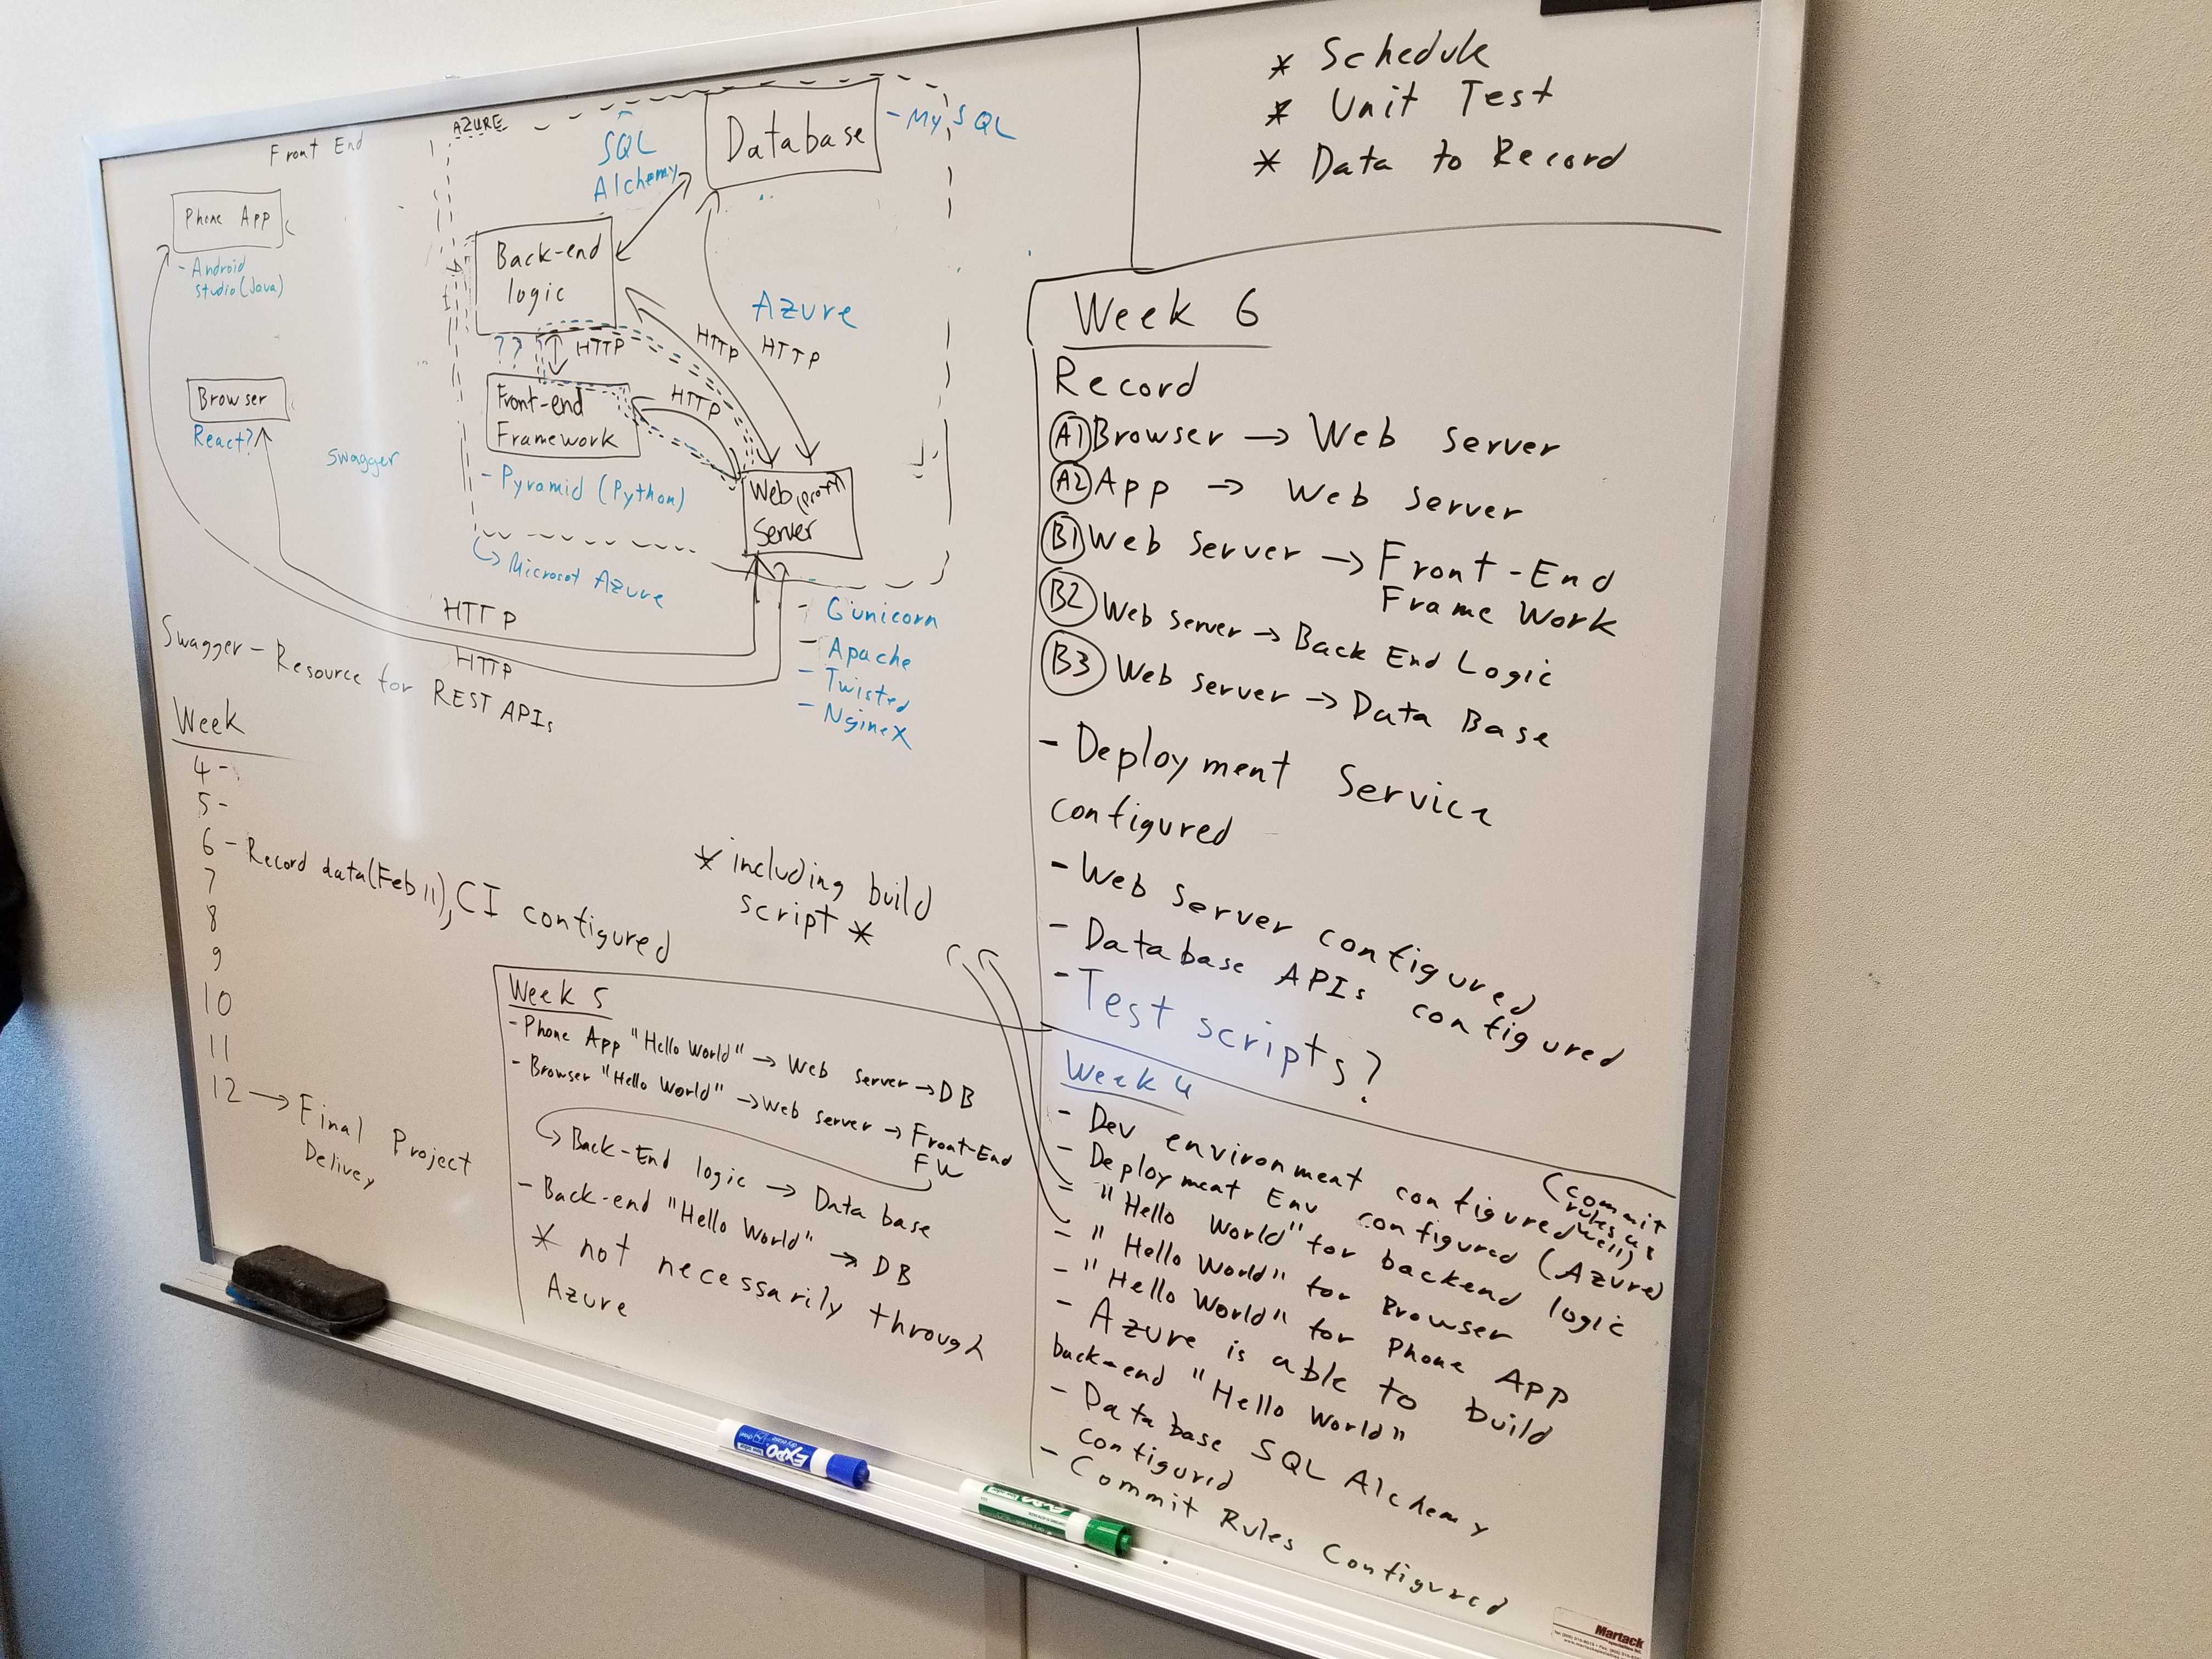 Front End
AZURE
SQL
Alchemy
Database
- My SQL
Phone App
- Android
studio (Java)
Back-end
logic
Azure
HTTP
HTTP
??
HTTP
Browser
React?
Swagger
Front-end
Framework
HTTP
- Pyramid (Python)
Web
Server
Microsot Azure
HTTP
HTTP
- Gunicorn
- Apache
- Twisted
- Nginex
Swagger - Resource for
REST APIs
Week
4 -
5 -
6 - Record data (Feb 11), CI configured
7
8
9
10
11
12 → Final Project
Delivery
* including build
script *
Week 5
- Phone App "Hello World" → Web server → DB
- Browser "Hello World" → Web server → Front-End
FW
Back-End logic → Data base
- Back-end "Hello World" → DB
* not necessarily through
Azure
* Schedule
* Unit Test
* Data to Record
Week 6
Record
A1 Browser → Web server
A2 App → Web server
B1 Web server → Front-End
Frame Work
B2 Web server → Back End Logic
B3 Web server → Data Base
- Deployment Service
configured
- Web server configured
- Database APIs configured
- Test scripts?
Week 4
- Dev environment configured (commit
rules as
well)
- Deployment Env configured (Azure)
- "Hello World" for backend logic
- "Hello World" for Browser
- "Hello World" for Phone App
- Azure is able to build
back-end "Hello World"
- Database SQL Alchemy
configured
- Commit Rules Configured
EXPO
Martack